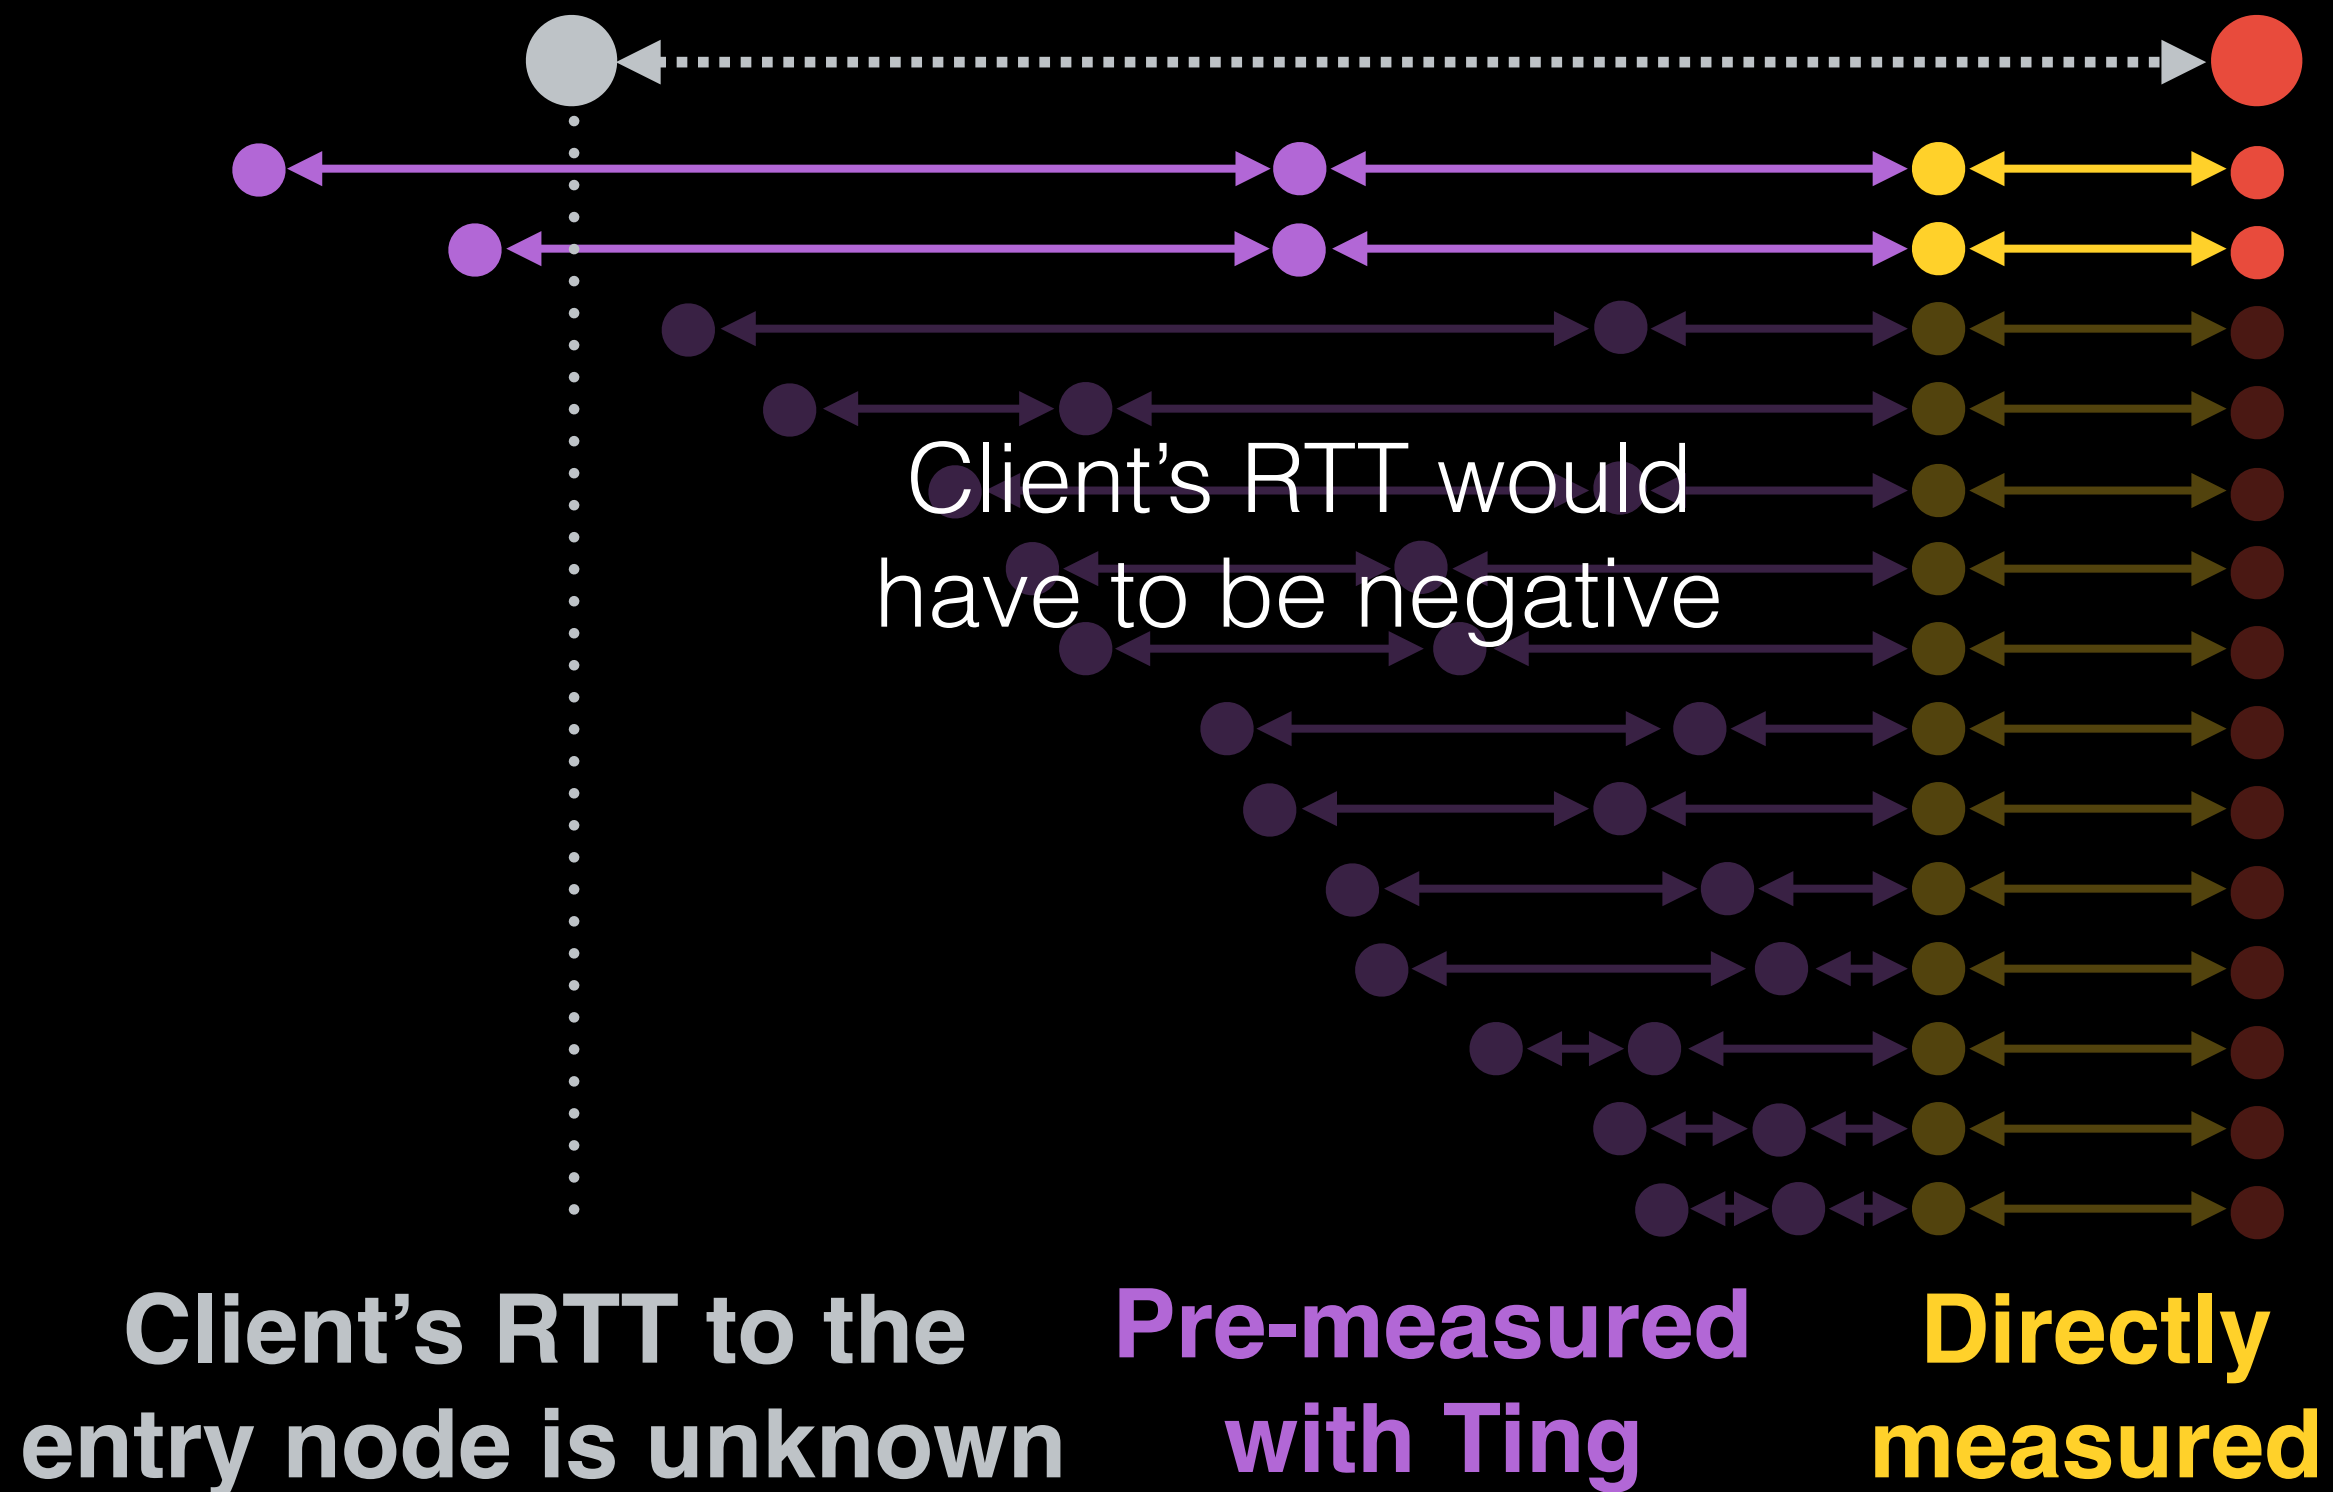 Client’s RTT would
have to be negative
Client’s RTT to the
entry node is unknown
Pre-measured
with Ting
Directly
measured